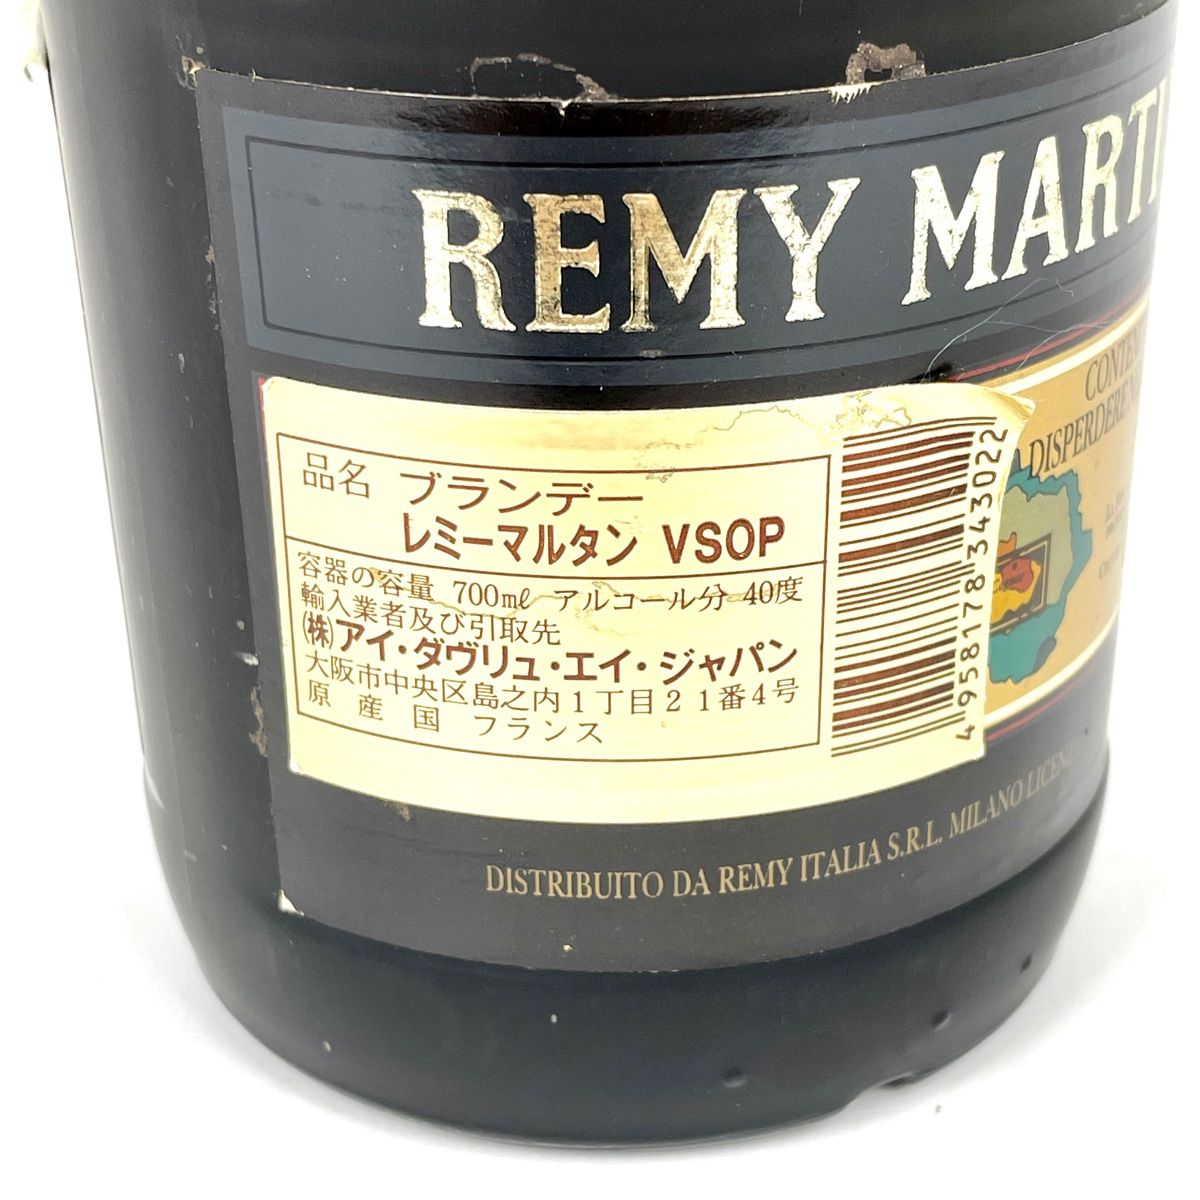 REMY MARTI
CONTEN
DISPERDERE NE
品名 ブランデー
レミーマルタン VSOP
容器の容量 700mℓ アルコール分 40度
輸入業者及び引取先
(株)アイ・ダヴリュ・エイ・ジャパン
大阪市中央区島之内1丁目21番4号
原産国 フランス
4958178343022
DISTRIBUITO DA REMY ITALIA S.R.L. MILANO LICENZ